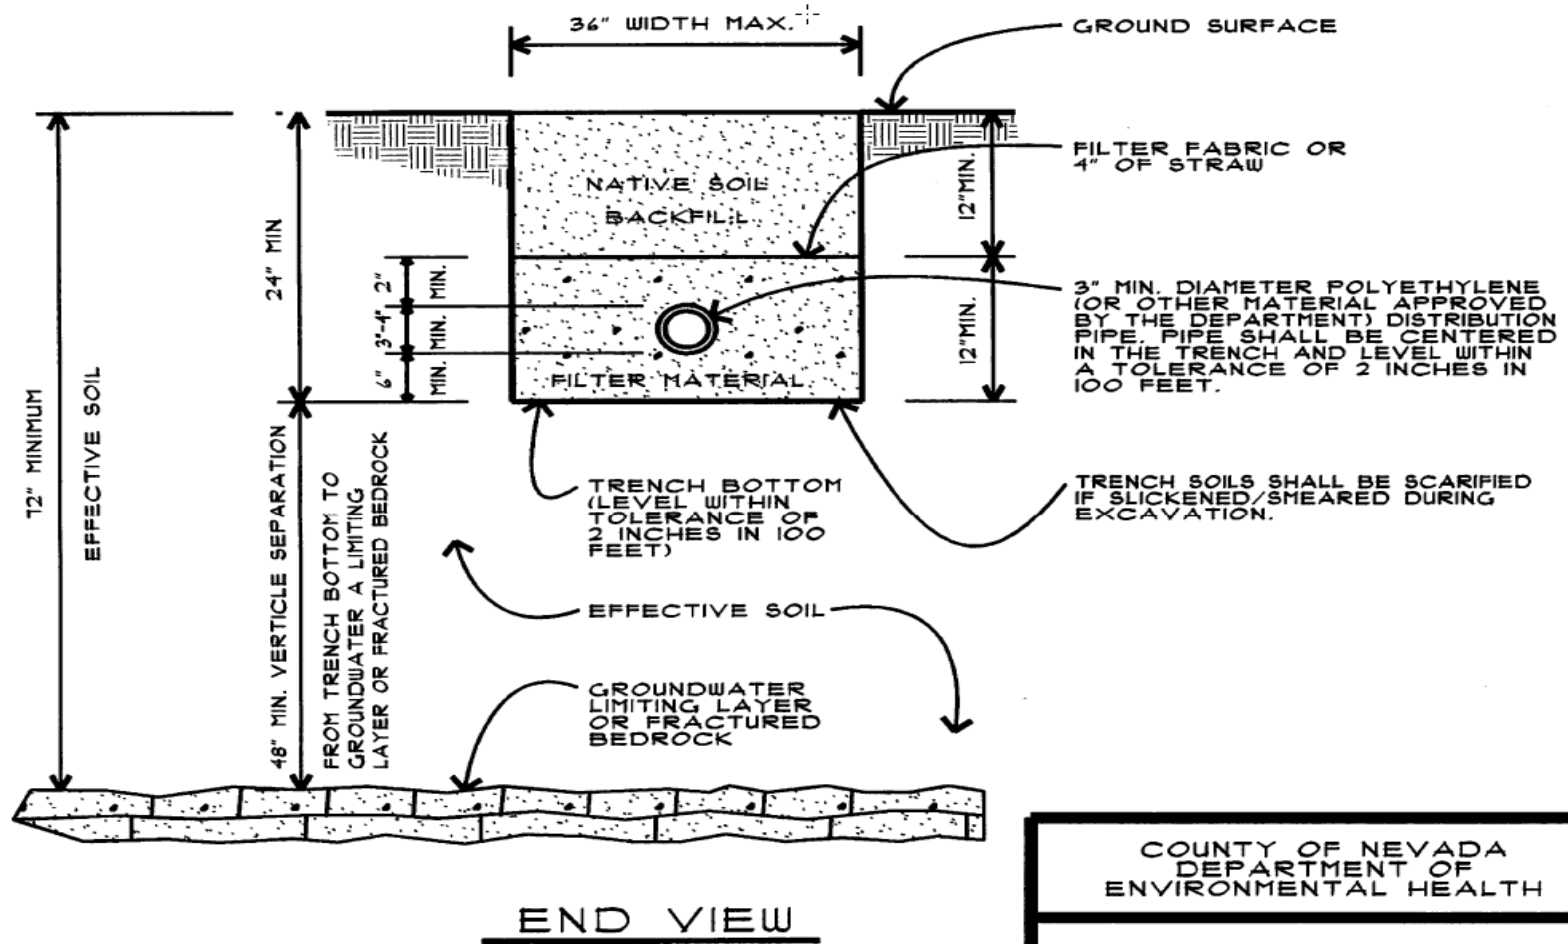 36" WIDTH MAX.
GROUND SURFACE
FILTER FABRIC OR
4" OF STRAW
NATIVE SOIL
BACKFILL
12"MIN.
24" MIN
2"
MIN.
3"-4"
MIN.
6"
MIN.
12"MIN.
3" MIN. DIAMETER POLYETHYLENE
(OR OTHER MATERIAL APPROVED
BY THE DEPARTMENT) DISTRIBUTION
PIPE. PIPE SHALL BE CENTERED
IN THE TRENCH AND LEVEL WITHIN
A TOLERANCE OF 2 INCHES IN
100 FEET.
FILTER MATERIAL
72" MINIMUM
EFFECTIVE SOIL
48" MIN. VERTICLE SEPARATION
FROM TRENCH BOTTOM TO
GROUNDWATER A LIMITING
LAYER OR FRACTURED BEDROCK
TRENCH BOTTOM
(LEVEL WITHIN
TOLERANCE OF
2 INCHES IN 100
FEET)
TRENCH SOILS SHALL BE SCARIFIED
IF SLICKENED/SMEARED DURING
EXCAVATION.
EFFECTIVE SOIL
GROUNDWATER
LIMITING LAYER
OR FRACTURED
BEDROCK
END VIEW
COUNTY OF NEVADA
DEPARTMENT OF
ENVIRONMENTAL HEALTH